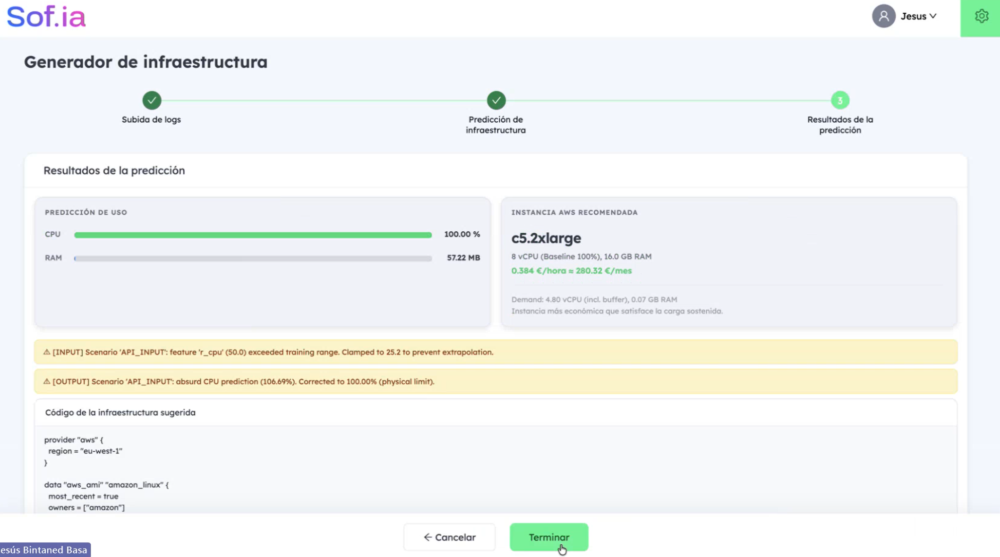 Sof.ia
Jesus
Generador de infraestructura
3
Subida de logs
Predicción de
infraestructura
Resultados de la
predicción
Resultados de la predicción
PREDICCIÓN DE USO
CPU 100.00 %
RAM 57.22 MB
INSTANCIA AWS RECOMENDADA
c5.2xlarge
8 vCPU (Baseline 100%), 16.0 GB RAM
0.384 €/hora ≈ 280.32 €/mes
Demand: 4.80 vCPU (incl. buffer), 0.07 GB RAM
Instancia más económica que satisface la carga sostenida.
⚠ [INPUT] Scenario 'API_INPUT': feature 'r_cpu' (50.0) exceeded training range. Clamped to 25.2 to prevent extrapolation.
⚠ [OUTPUT] Scenario 'API_INPUT': absurd CPU prediction (106.69%). Corrected to 100.00% (physical limit).
Código de la infraestructura sugerida
provider "aws" {
region = "eu-west-1"
}
data "aws_ami" "amazon_linux" {
most_recent = true
owners = ["amazon"]
← Cancelar
Terminar
esús Bintaned Basa